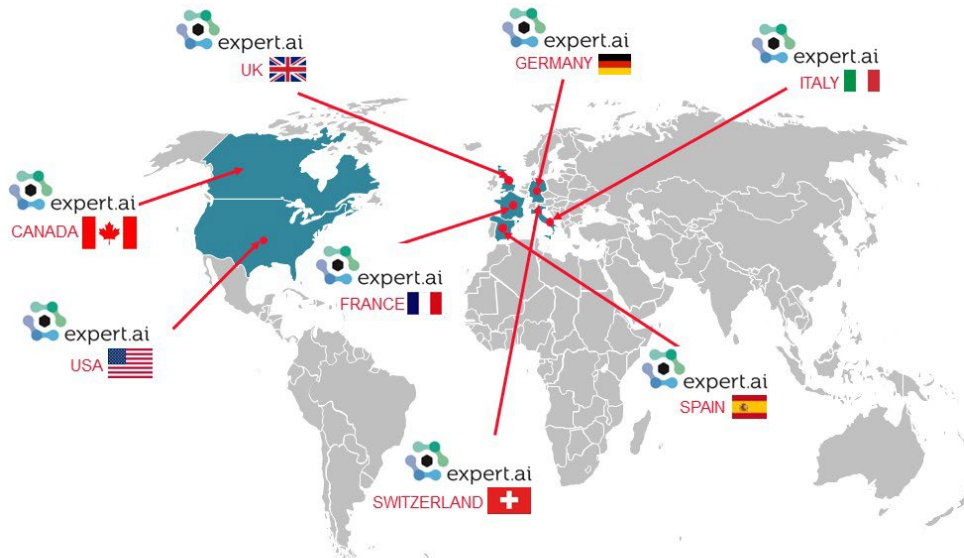 expert.ai
UK
expert.ai
GERMANY
expert.ai
ITALY
expert.ai
CANADA
expert.ai
FRANCE
expert.ai
USA
expert.ai
SPAIN
expert.ai
SWITZERLAND